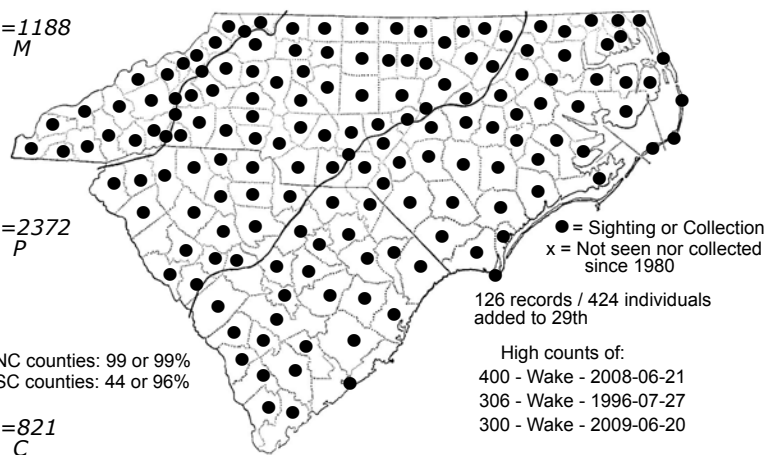 =1188
M
=2372
P
● = Sighting or Collection
x = Not seen nor collected
since 1980
126 records / 424 individuals
added to 29th
NC counties: 99 or 99%
SC counties: 44 or 96%
High counts of:
400 - Wake - 2008-06-21
306 - Wake - 1996-07-27
300 - Wake - 2009-06-20
=821
C